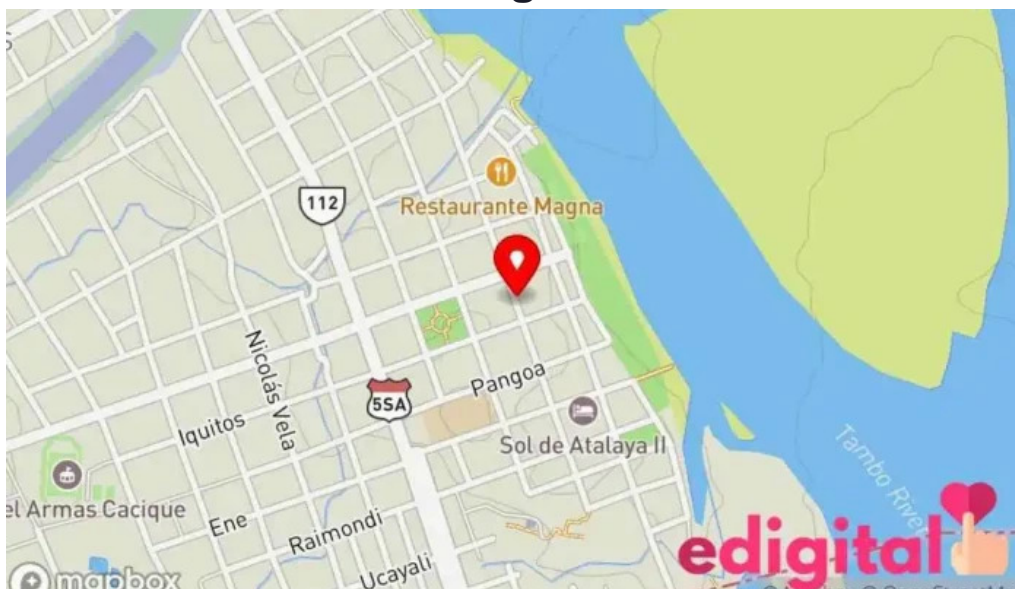 112
Restaurante Magna
Nicolás Vela
Pangoa
5SA
Iquitos
Sol de Atalaya II
Tambo River
el Armas Cacique
Ene
Raimondi
edigital
Ucayali
mapbox